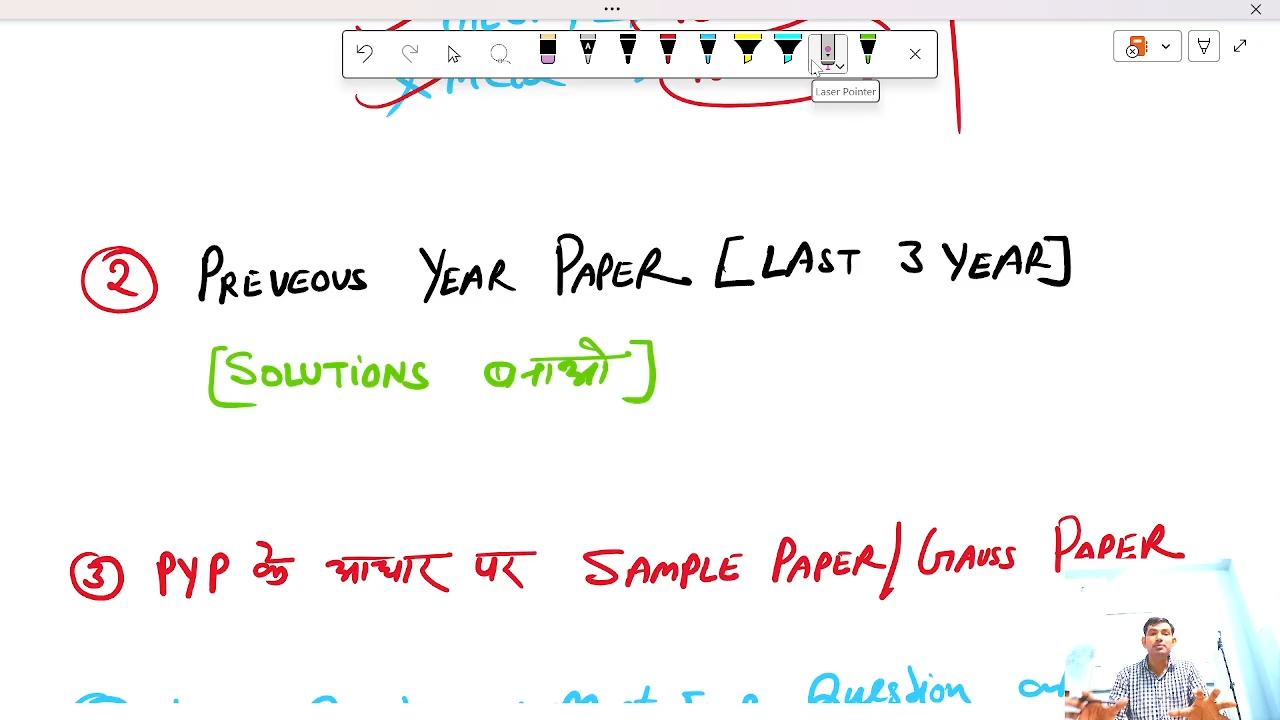 Laser Pointer
② PREVEOUS YEAR PAPER [LAST 3 YEAR]
[SOLUTIONS बनाओ]
③ PYP के आधार पर SAMPLE PAPER/GAUSS PAPER
Question